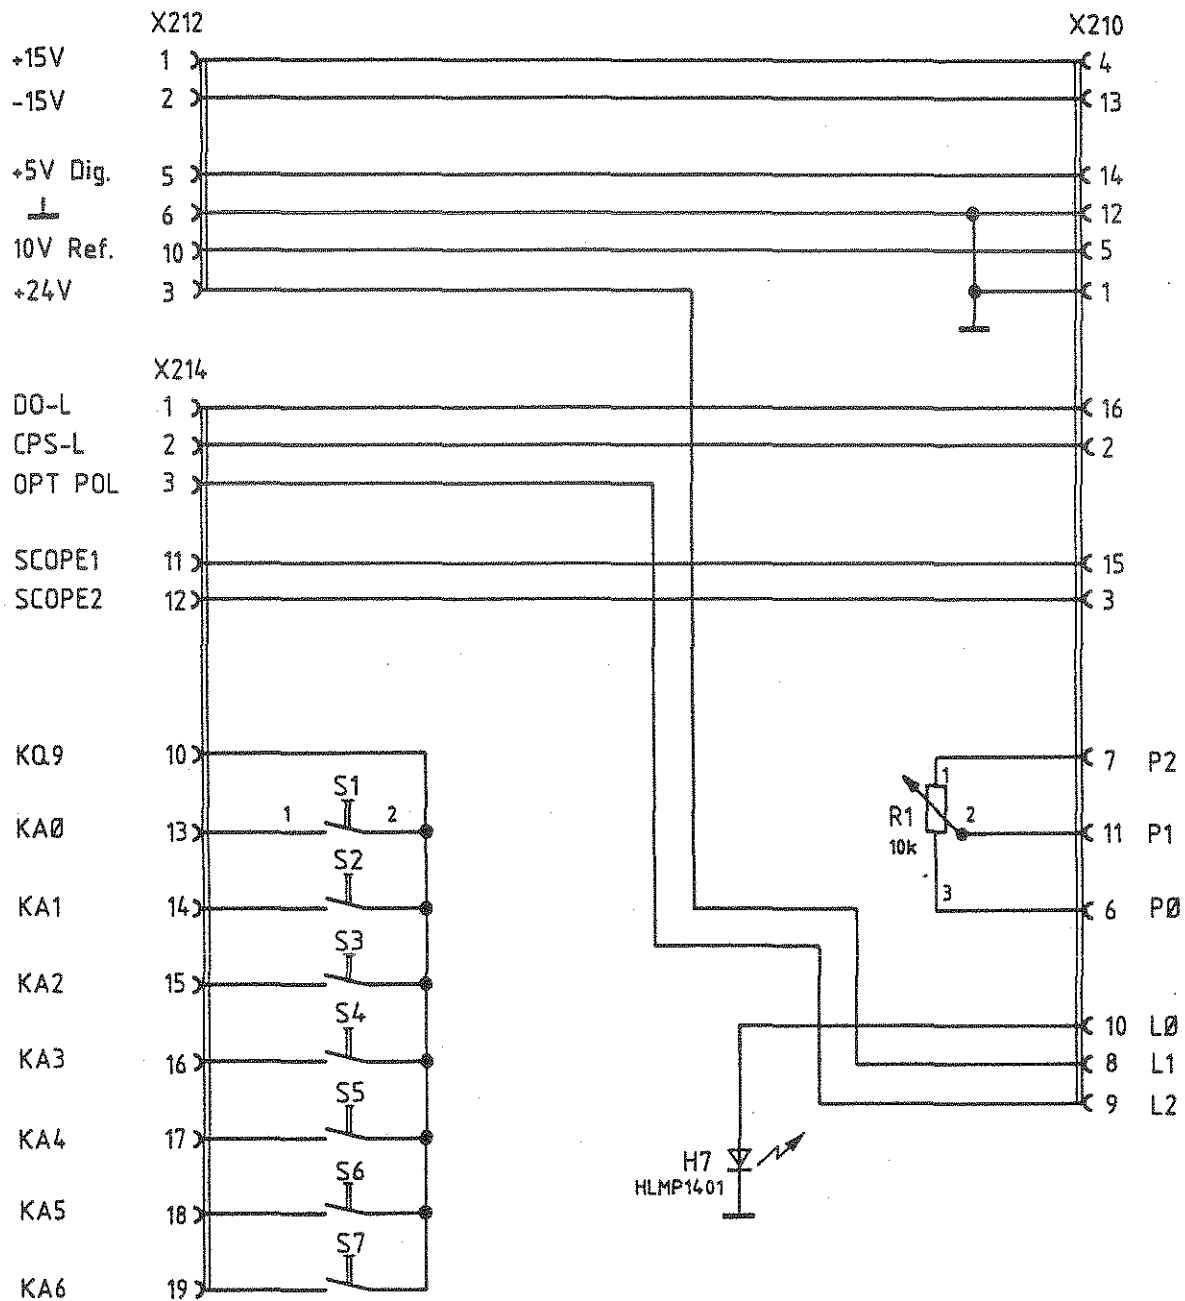 X212 X210
+15V 1 4
-15V 2 13
+5V Dig. 5 14
6 12
10V Ref. 10 5
+24V 3 1
X214
DO-L 1 16
CPS-L 2 2
OPT POL 3
SCOPE1 11 15
SCOPE2 12 3
KQ9 10 7 P2
S1 1
KAØ 13 1 2 R1 2 11 P1
10k
S2
KA1 14 3 6 PØ
S3
KA2 15
S4 10 LØ
KA3 16 8 L1
S5 9 L2
KA4 17
S6 H7
HLMP1401
KA5 18
S7
KA6 19